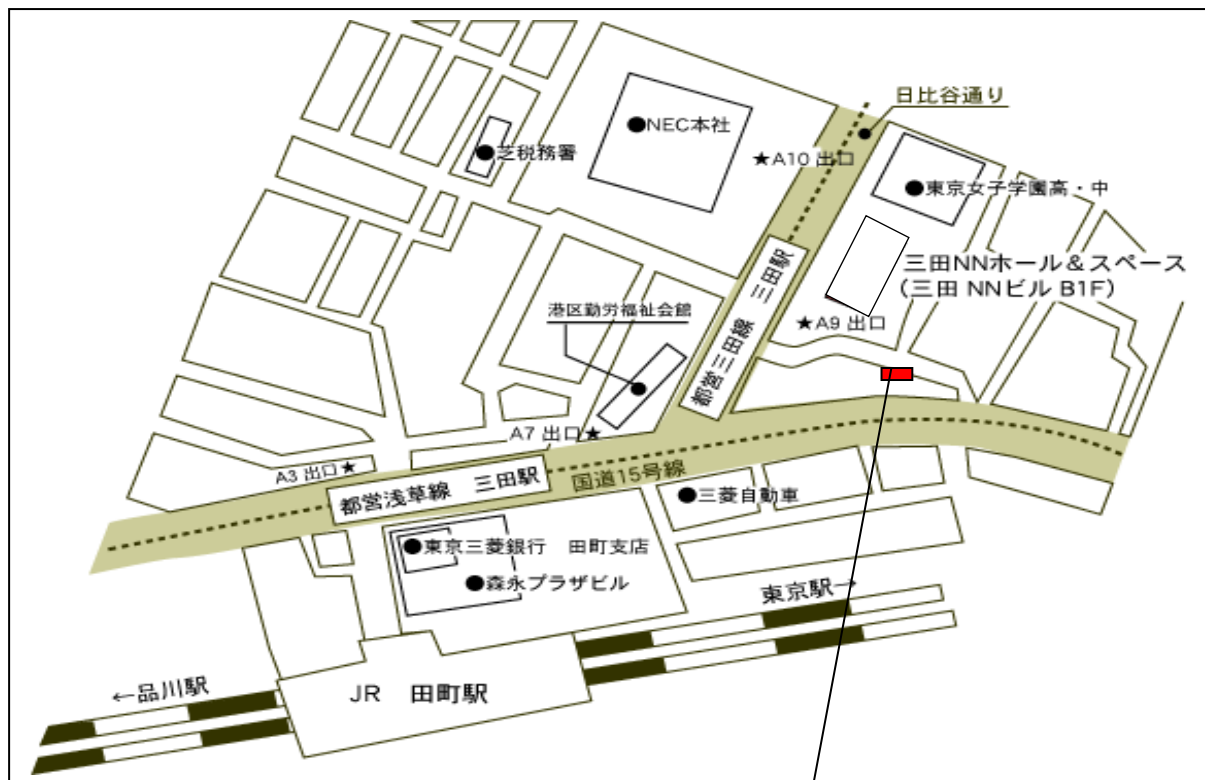 日比谷通り
●NEC本社
●芝税務署
★A10 出口
●東京女子学園高・中
都営三田線 三田駅
三田NNホール&スペース
(三田 NNビル B1F)
港区勤労福祉会館
★A9 出口
A7 出口★
A3 出口★
都営浅草線 三田駅
国道15号線
●三菱自動車
●東京三菱銀行 田町支店
●森永プラザビル
東京駅→
←品川駅
JR 田町駅